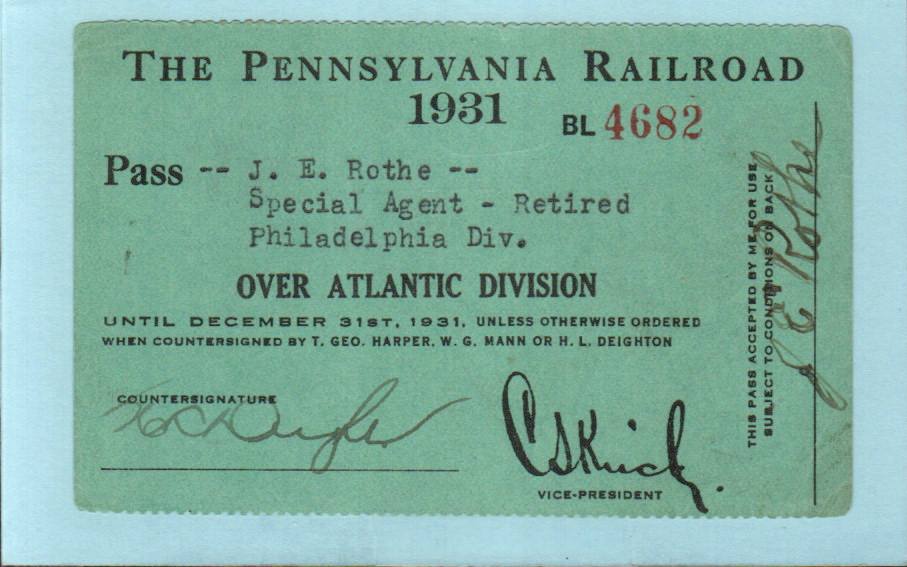 THE PENNSYLVANIA RAILROAD
1931
BL 4682
Pass -- J. E. Rothe --
Special Agent - Retired
Philadelphia Div.
OVER ATLANTIC DIVISION
UNTIL DECEMBER 31ST, 1931, UNLESS OTHERWISE ORDERED
WHEN COUNTERSIGNED BY T. GEO. HARPER, W. G. MANN OR H. L. DEIGHTON
COUNTERSIGNATURE
VICE-PRESIDENT
THIS PASS ACCEPTED BY ME FOR USE
SUBJECT TO CONDITIONS ON BACK
J E Rothe